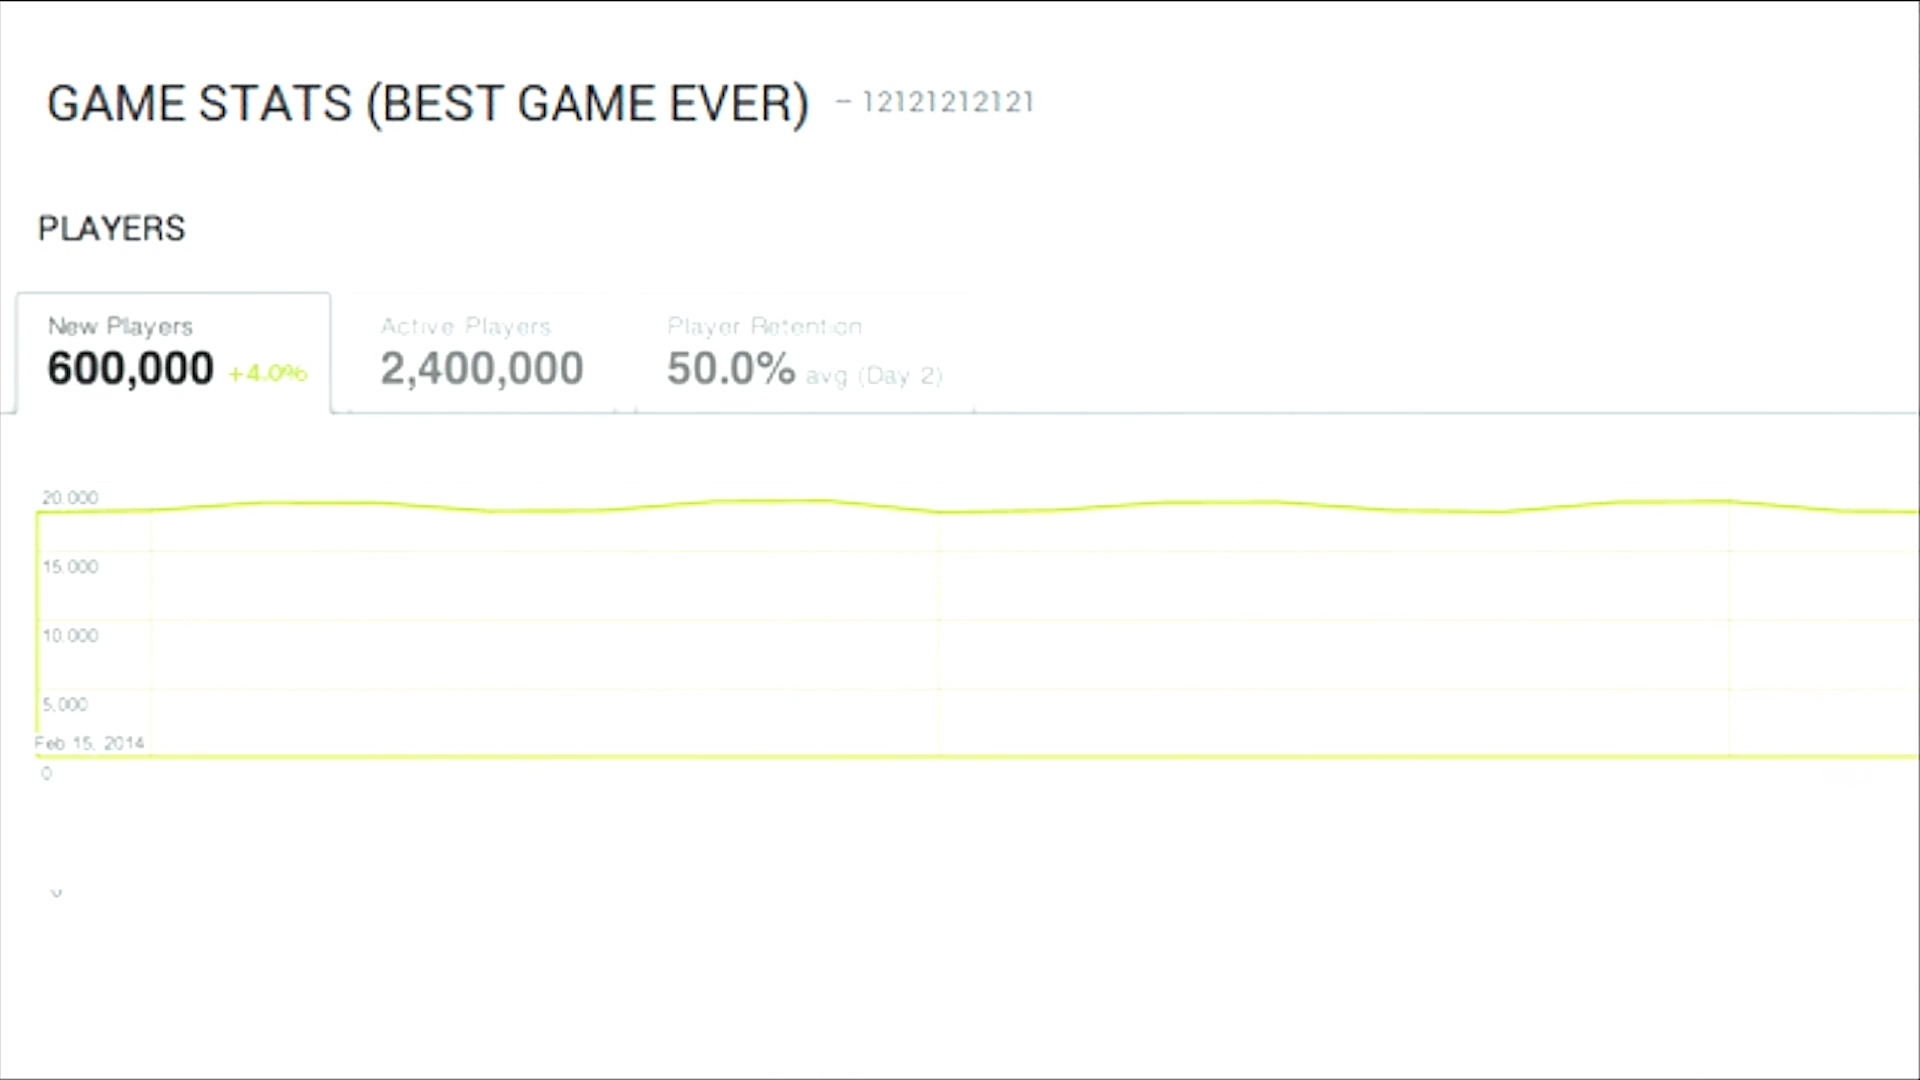 GAME STATS (BEST GAME EVER) – 12121212121
PLAYERS
New Players
600,000 +4.0%
Active Players
2,400,000
Player Retention
50.0% avg (Day 2)
20.000
15.000
10.000
5.000
Feb 15, 2014
0